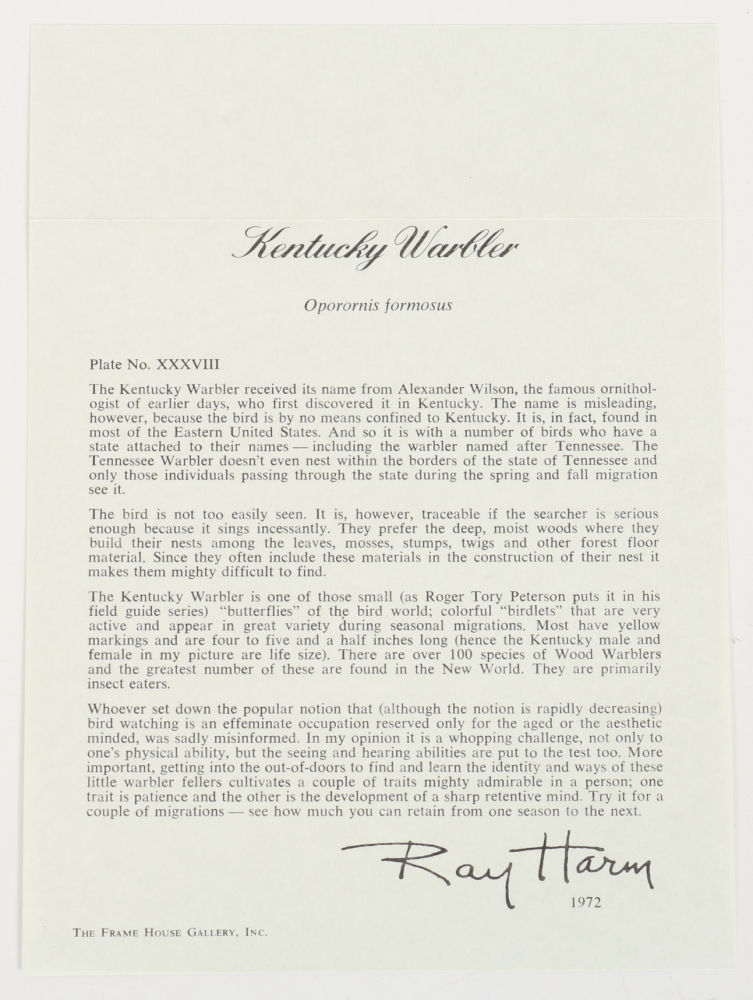 Kentucky Warbler
Oporornis formosus
Plate No. XXXVIII
The Kentucky Warbler received its name from Alexander Wilson, the famous ornithol-
ogist of earlier days, who first discovered it in Kentucky. The name is misleading,
however, because the bird is by no means confined to Kentucky. It is, in fact, found in
most of the Eastern United States. And so it is with a number of birds who have a
state attached to their names — including the warbler named after Tennessee. The
Tennessee Warbler doesn't even nest within the borders of the state of Tennessee and
only those individuals passing through the state during the spring and fall migration
see it.
The bird is not too easily seen. It is, however, traceable if the searcher is serious
enough because it sings incessantly. They prefer the deep, moist woods where they
build their nests among the leaves, mosses, stumps, twigs and other forest floor
material. Since they often include these materials in the construction of their nest it
makes them mighty difficult to find.
The Kentucky Warbler is one of those small (as Roger Tory Peterson puts it in his
field guide series) "butterflies" of the bird world; colorful "birdlets" that are very
active and appear in great variety during seasonal migrations. Most have yellow
markings and are four to five and a half inches long (hence the Kentucky male and
female in my picture are life size). There are over 100 species of Wood Warblers
and the greatest number of these are found in the New World. They are primarily
insect eaters.
Whoever set down the popular notion that (although the notion is rapidly decreasing)
bird watching is an effeminate occupation reserved only for the aged or the aesthetic
minded, was sadly misinformed. In my opinion it is a whopping challenge, not only to
one's physical ability, but the seeing and hearing abilities are put to the test too. More
important, getting into the out-of-doors to find and learn the identity and ways of these
little warbler fellers cultivates a couple of traits mighty admirable in a person; one
trait is patience and the other is the development of a sharp retentive mind. Try it for a
couple of migrations — see how much you can retain from one season to the next.
Ray Harm
1972
THE FRAME HOUSE GALLERY, INC.